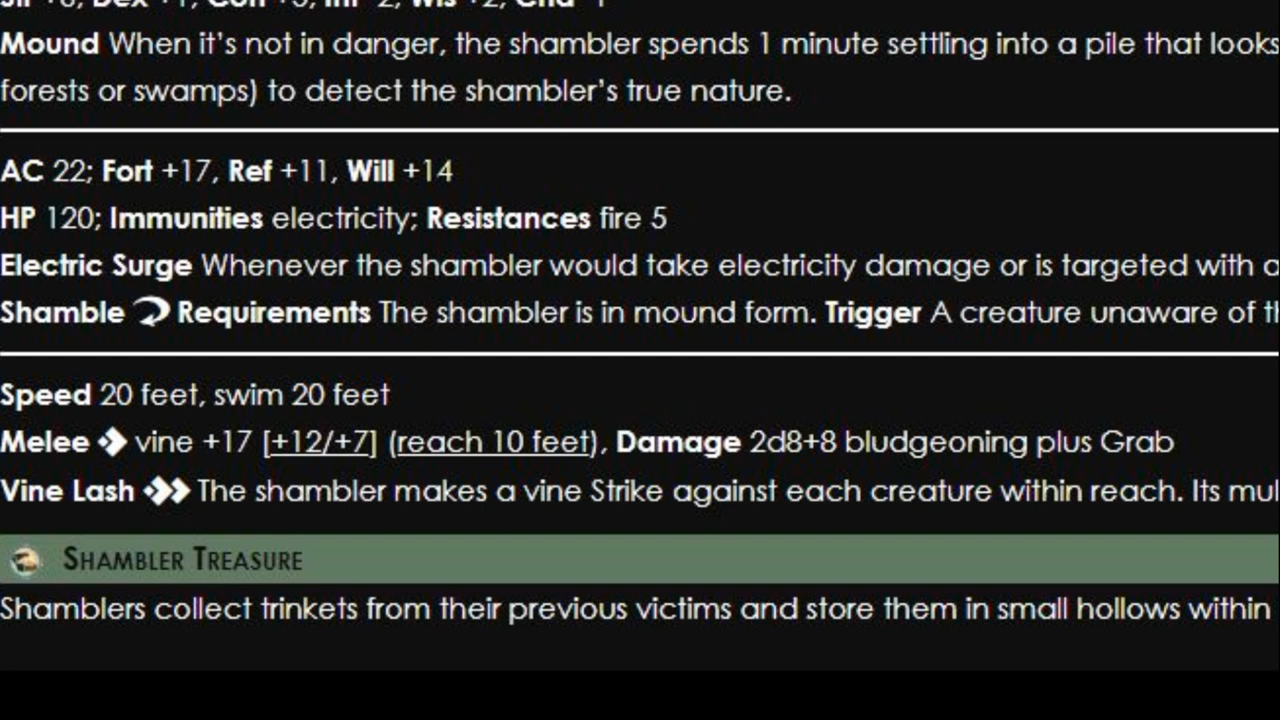 Mound When it's not in danger, the shambler spends 1 minute settling into a pile that looks
forests or swamps) to detect the shambler's true nature.
AC 22; Fort +17, Ref +11, Will +14
HP 120; Immunities electricity; Resistances fire 5
Electric Surge Whenever the shambler would take electricity damage or is targeted with a
Shamble Requirements The shambler is in mound form. Trigger A creature unaware of
Speed 20 feet, swim 20 feet
Melee vine +17 [+12/+7] (reach 10 feet), Damage 2d8+8 bludgeoning plus Grab
Vine Lash The shambler makes a vine Strike against each creature within reach. Its
SHAMBLER TREASURE
Shamblers collect trinkets from their previous victims and store them in small hollows within